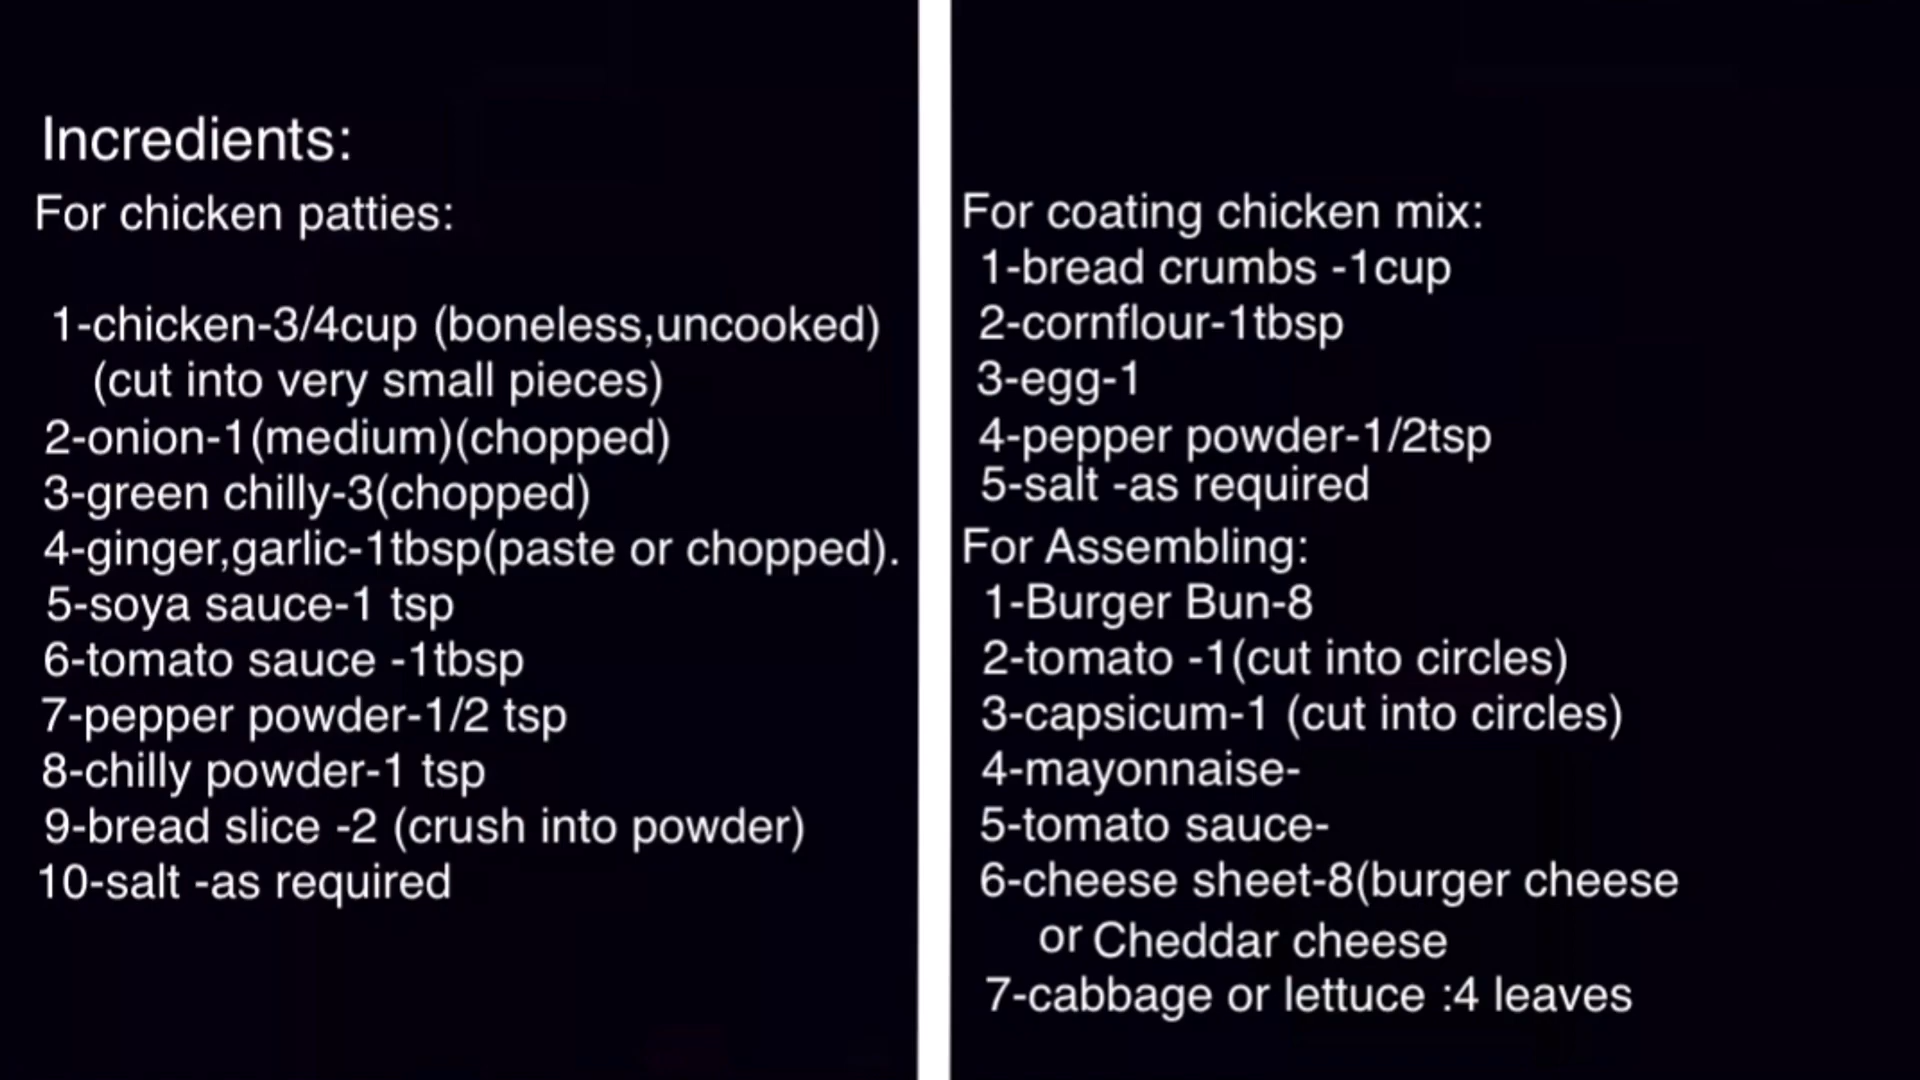 Incredients:
For chicken patties:
1-chicken-3/4cup (boneless,uncooked)
(cut into very small pieces)
2-onion-1(medium)(chopped)
3-green chilly-3(chopped)
4-ginger,garlic-1tbsp(paste or chopped).
5-soya sauce-1 tsp
6-tomato sauce -1tbsp
7-pepper powder-1/2 tsp
8-chilly powder-1 tsp
9-bread slice -2 (crush into powder)
10-salt -as required
For coating chicken mix:
1-bread crumbs -1cup
2-cornflour-1tbsp
3-egg-1
4-pepper powder-1/2tsp
5-salt -as required
For Assembling:
1-Burger Bun-8
2-tomato -1(cut into circles)
3-capsicum-1 (cut into circles)
4-mayonnaise-
5-tomato sauce-
6-cheese sheet-8(burger cheese
or Cheddar cheese
7-cabbage or lettuce :4 leaves